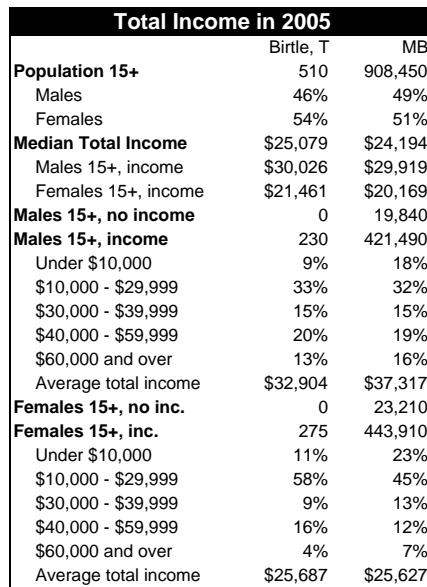 Total Income in 2005
Birtle, T MB
Population 15+ 510 908,450
Males 46% 49%
Females 54% 51%
Median Total Income $25,079 $24,194
Males 15+, income $30,026 $29,919
Females 15+, income $21,461 $20,169
Males 15+, no income 0 19,840
Males 15+, income 230 421,490
Under $10,000 9% 18%
$10,000 - $29,999 33% 32%
$30,000 - $39,999 15% 15%
$40,000 - $59,999 20% 19%
$60,000 and over 13% 16%
Average total income $32,904 $37,317
Females 15+, no inc. 0 23,210
Females 15+, inc. 275 443,910
Under $10,000 11% 23%
$10,000 - $29,999 58% 45%
$30,000 - $39,999 9% 13%
$40,000 - $59,999 16% 12%
$60,000 and over 4% 7%
Average total income $25,687 $25,627